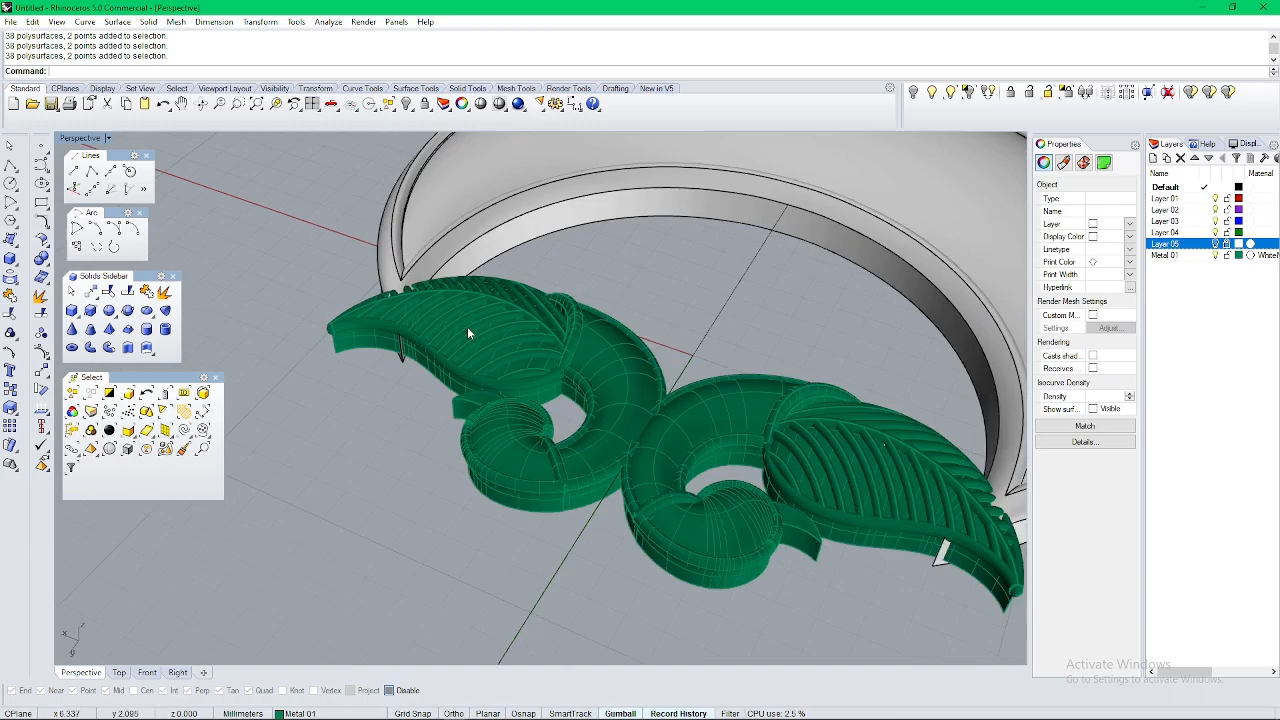 Untitled - Rhinoceros 5.0 Commercial - [Perspective]
File Edit View Curve Surface Solid Mesh Dimension Transform Tools Analyze Render Panels Help
38 polysurfaces, 2 points added to selection.
38 polysurfaces, 2 points added to selection.
38 polysurfaces, 2 points added to selection.
Command:
Standard CPlanes Display Set View Select Viewport Layout Visibility Transform Curve Tools Surface Tools Solid Tools Mesh Tools Render Tools Drafting New in V5
Perspective
Lines
Arc
Solids Sidebar
Select
Properties
Object
Type
Name
Layer
Display Color
Linetype
Print Color
Print Width
Hyperlink
Render Mesh Settings
Custom M...
Settings Adjust...
Rendering
Casts shad...
Receives ...
Isocurve Density
Density
Show surf... Visible
Match
Details...
Layers Help Displ...
Name Material
Default
Layer 01
Layer 02
Layer 03
Layer 04
Layer 05
Metal 01
x y z
Activate Windows
Go to Settings to activate Windows.
Perspective Top Front Right
End Near Point Mid Cen Int Perp Tan Quad Knot Vertex Project Disable
CPlane x 6.337 y 2.095 z 0.000 Millimeters Metal 01 Grid Snap Ortho Planar Osnap SmartTrack Gumball Record History Filter CPU use: 2.5 %